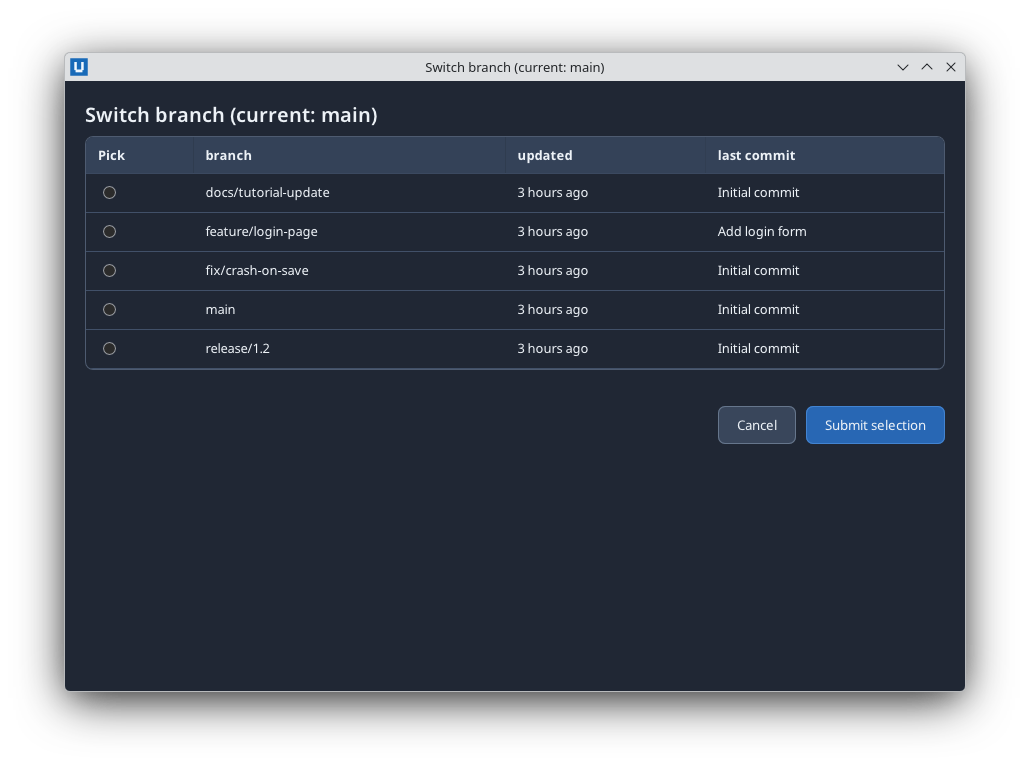 Switch branch (current: main)
Switch branch (current: main)
Pick branch updated last commit
docs/tutorial-update 3 hours ago Initial commit
feature/login-page 3 hours ago Add login form
fix/crash-on-save 3 hours ago Initial commit
main 3 hours ago Initial commit
release/1.2 3 hours ago Initial commit
Cancel Submit selection